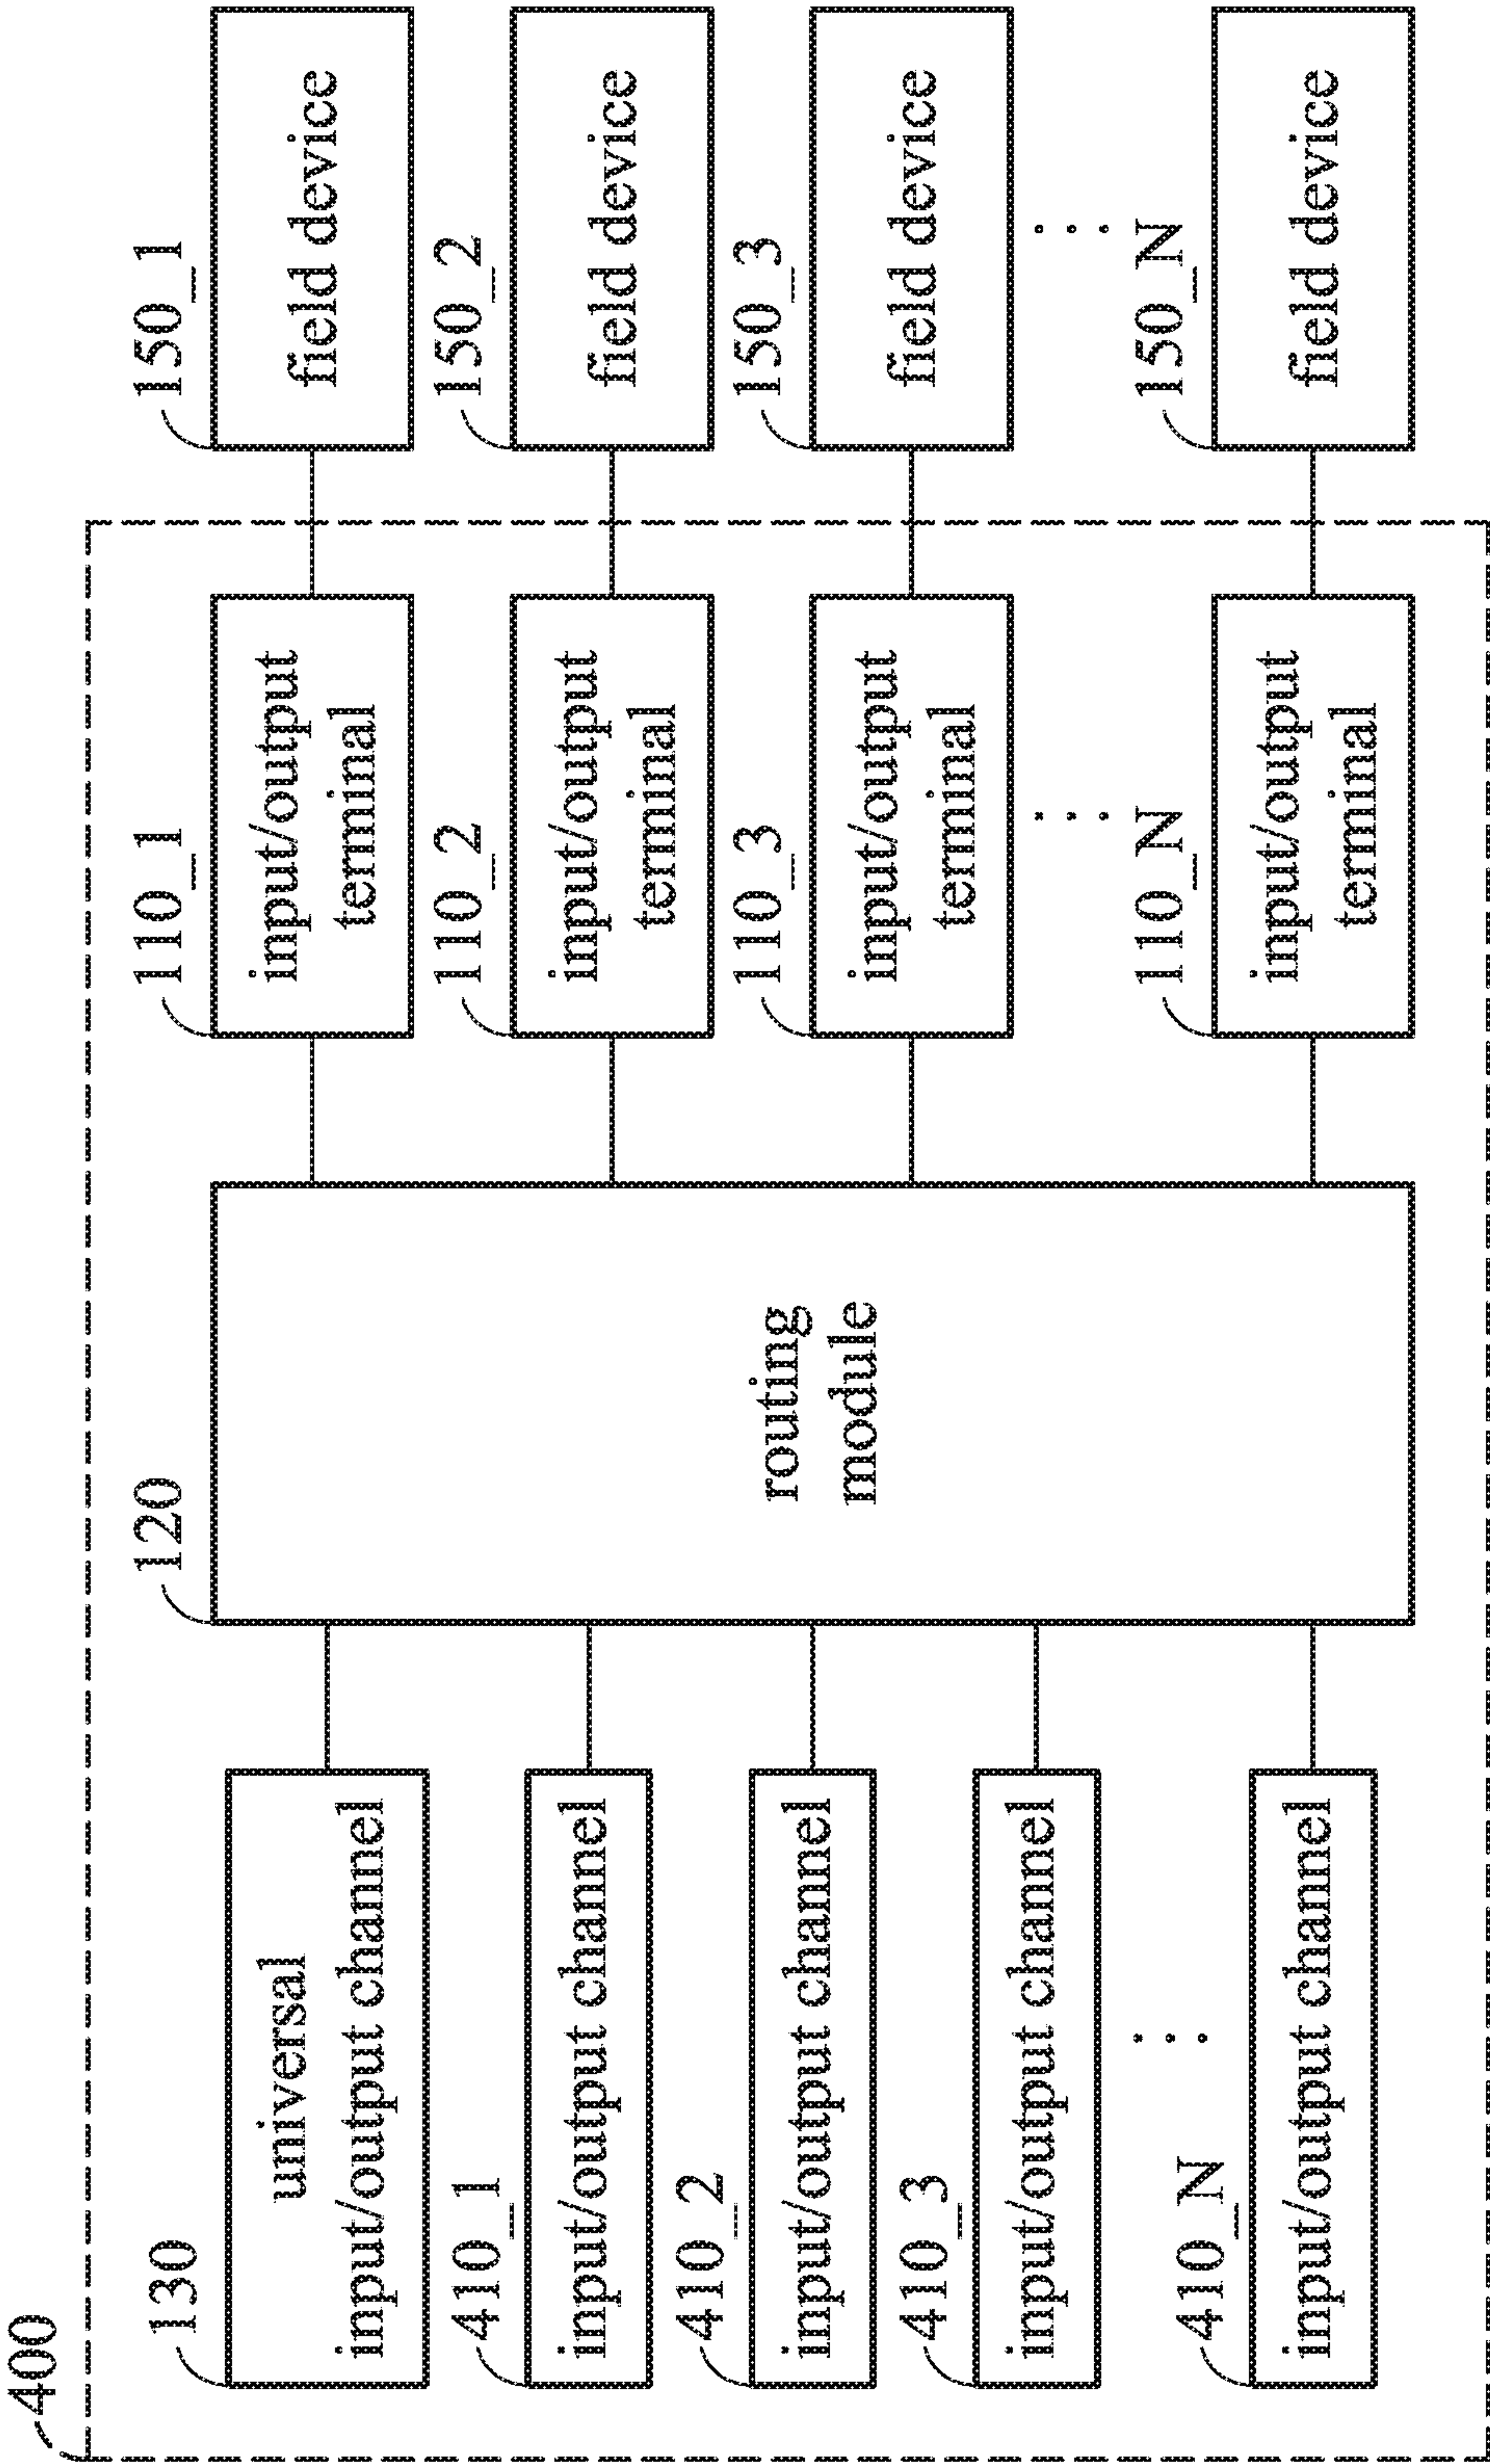 400
130
universal
input/output channel
410_1
input/output channel
410_2
input/output channel
410_3
input/output channel
410_N
input/output channel
120
routing
module
110_1
input/output
terminal
110_2
input/output
terminal
110_3
input/output
terminal
110_N
input/output
terminal
150_1
field device
150_2
field device
150_3
field device
150_N
field device